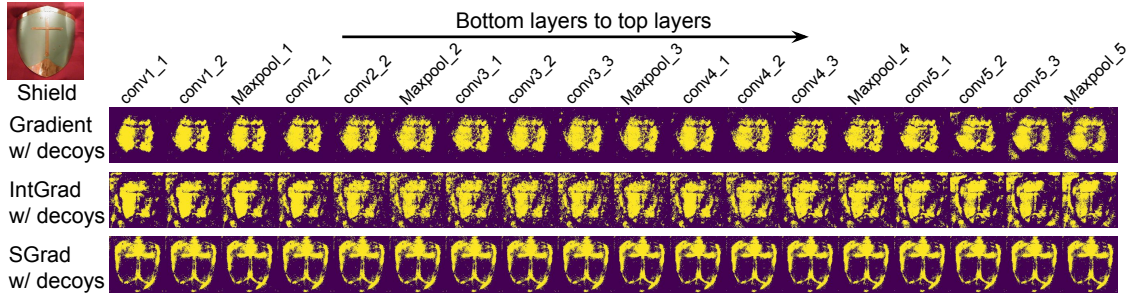 Bottom layers to top layers
Shield
conv1_1
conv1_2
Maxpool_1
conv2_1
conv2_2
Maxpool_2
conv3_1
conv3_2
conv3_3
Maxpool_3
conv4_1
conv4_2
conv4_3
Maxpool_4
conv5_1
conv5_2
conv5_3
Maxpool_5
Gradient
w/ decoys
IntGrad
w/ decoys
SGrad
w/ decoys